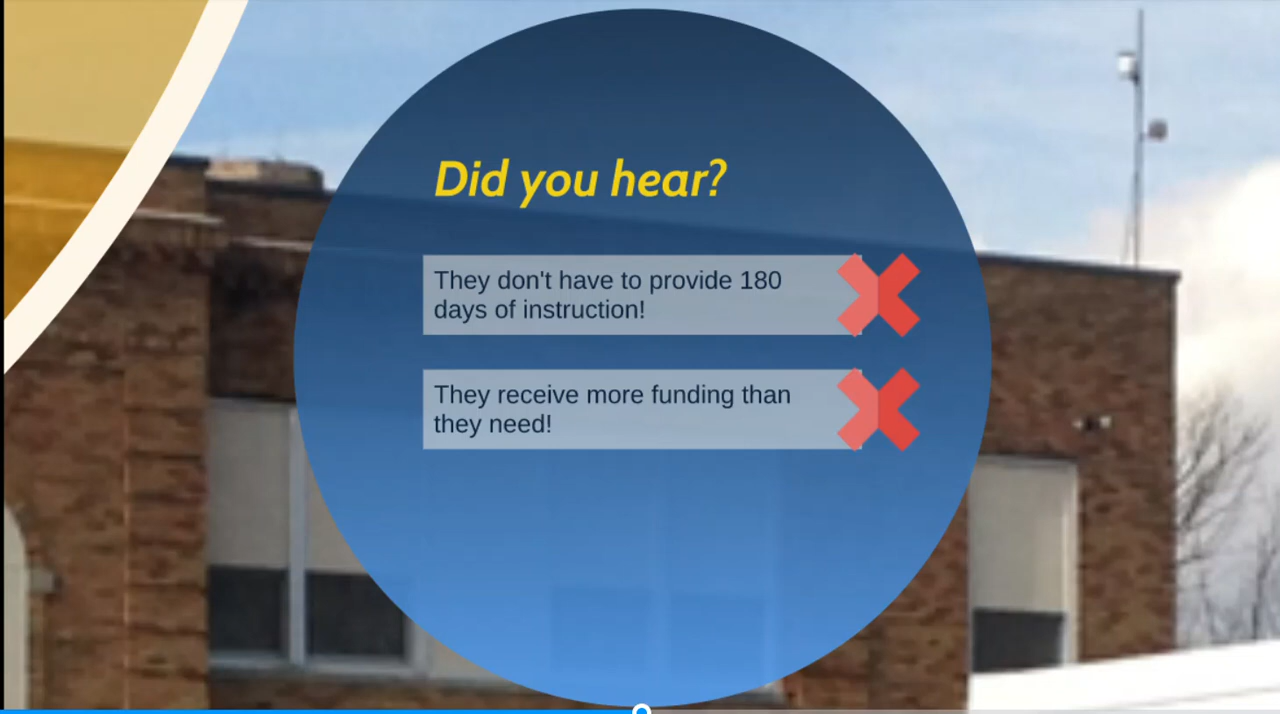 Did you hear?
They don't have to provide 180
days of instruction!
They receive more funding than
they need!